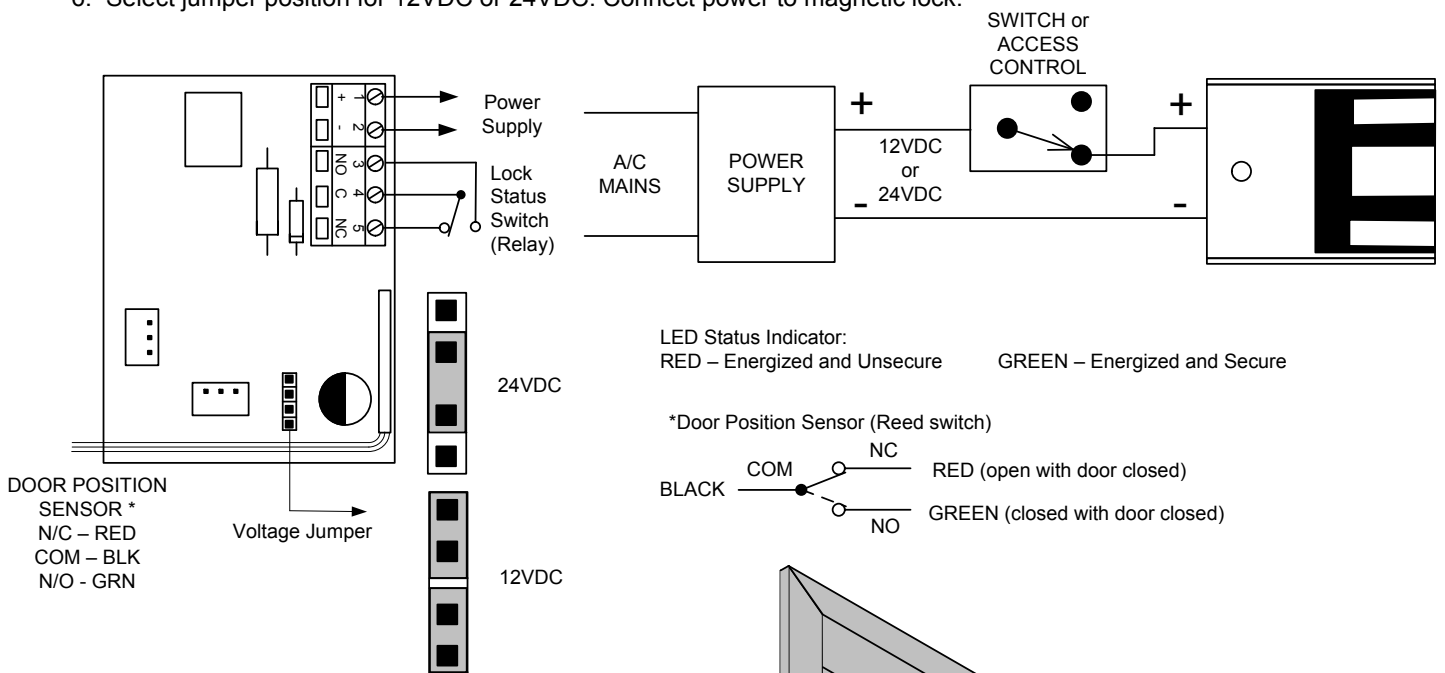 6. Select jumper position for 12VDC or 24VDC. Connect power to magnetic lock.
SWITCH or
ACCESS
CONTROL
+ 1
- 2
NO 3
C 4
NC 5
Power
Supply
Lock
Status
Switch
(Relay)
A/C
MAINS
POWER
SUPPLY
+
12VDC
or
24VDC
-
+
-
24VDC
12VDC
LED Status Indicator:
RED – Energized and Unsecure GREEN – Energized and Secure
*Door Position Sensor (Reed switch)
NC
COM
BLACK
RED (open with door closed)
GREEN (closed with door closed)
NO
DOOR POSITION
SENSOR *
N/C – RED
COM – BLK
N/O - GRN
Voltage Jumper